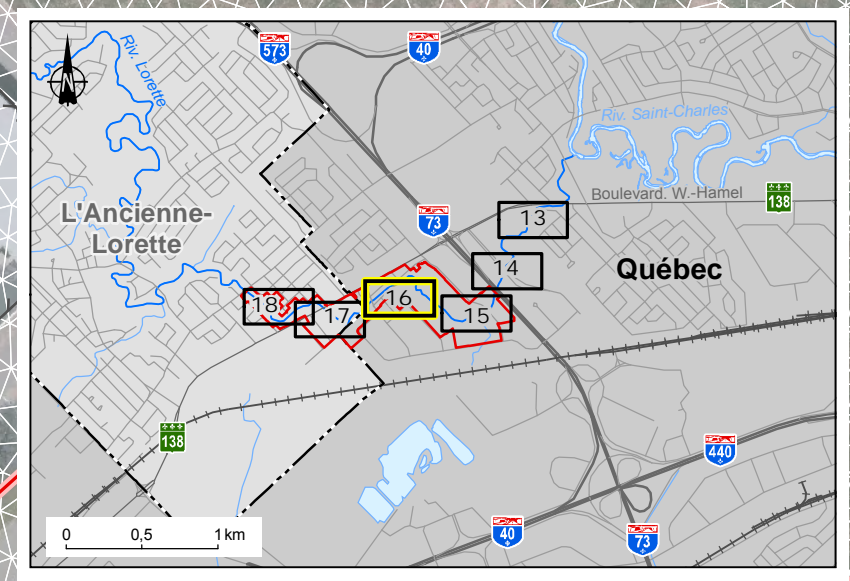 573
40
Riv. Lorette
N
Riv. Saint-Charles
Boulevard. W.-Hamel
138
13
L'Ancienne-
Lorette
73
14
Québec
18
17
16
15
138
440
0
0,5
1 km
40
73